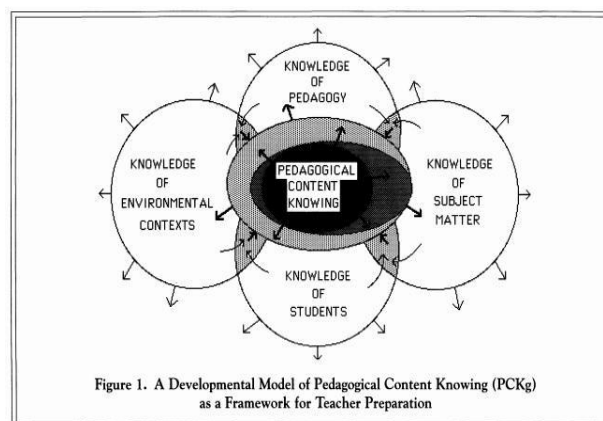 KNOWLEDGE
OF
PEDAGOGY
KNOWLEDGE
OF
ENVIRONMENTAL
CONTEXTS
PEDAGOGICAL
CONTENT
KNOWING
KNOWLEDGE
OF
SUBJECT
MATTER
KNOWLEDGE
OF
STUDENTS
Figure 1. A Developmental Model of Pedagogical Content Knowing (PCKg)
as a Framework for Teacher Preparation